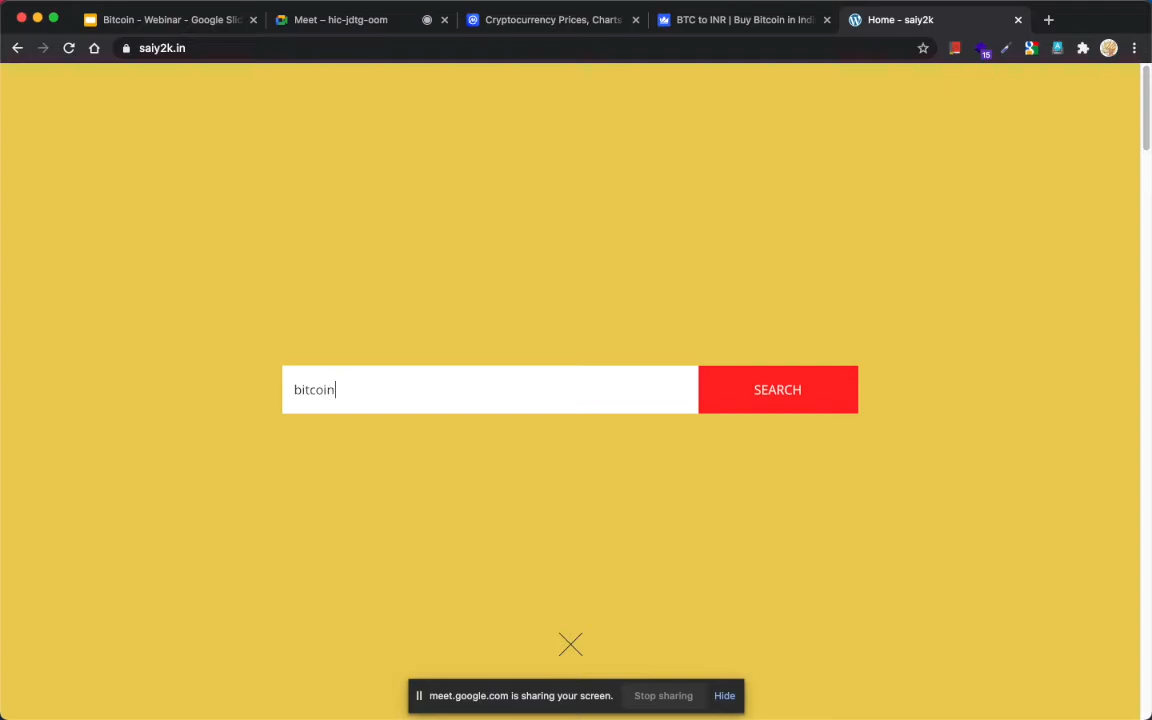 Bitcoin - Webinar - Google Slid
Meet – hic-jdtg-oom
Cryptocurrency Prices, Charts
BTC to INR | Buy Bitcoin in Indi
Home - saiy2k
saiy2k.in
15
bitcoin
SEARCH
meet.google.com is sharing your screen.
Stop sharing
Hide